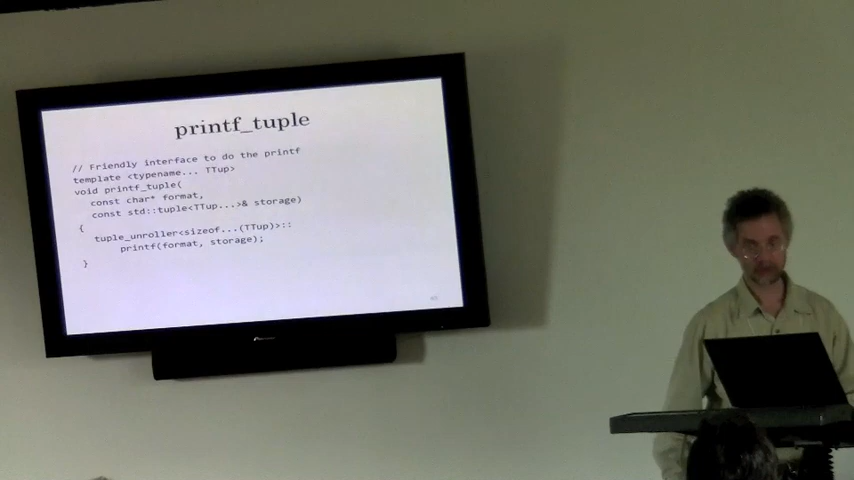 printf_tuple
// Friendly interface to do the printf
template <typename... TTup>
void printf_tuple(
const char* format,
const std::tuple<TTup...>& storage)
{
tuple_unroller<sizeof...(TTup)>::
printf(format, storage);
}